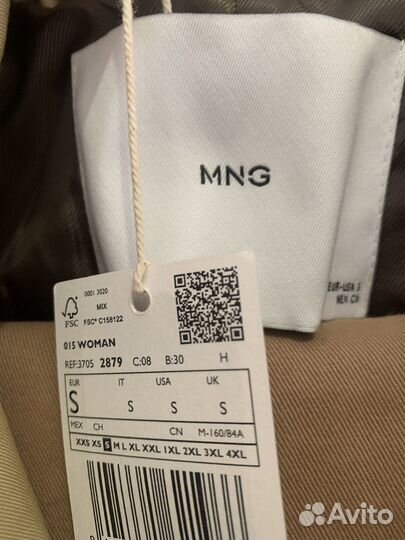 MNG
EUR-USA S
MEX CH
0001 3020
MIX
FSC
FSC® C158122
015 WOMAN
REF:3705 2879 C:08 B:30 H
EUR IT USA UK
S S S S
MEX CH CN M-160/84A
XXS XS S M L XL XXL 1XL 2XL 3XL 4XL
Avito